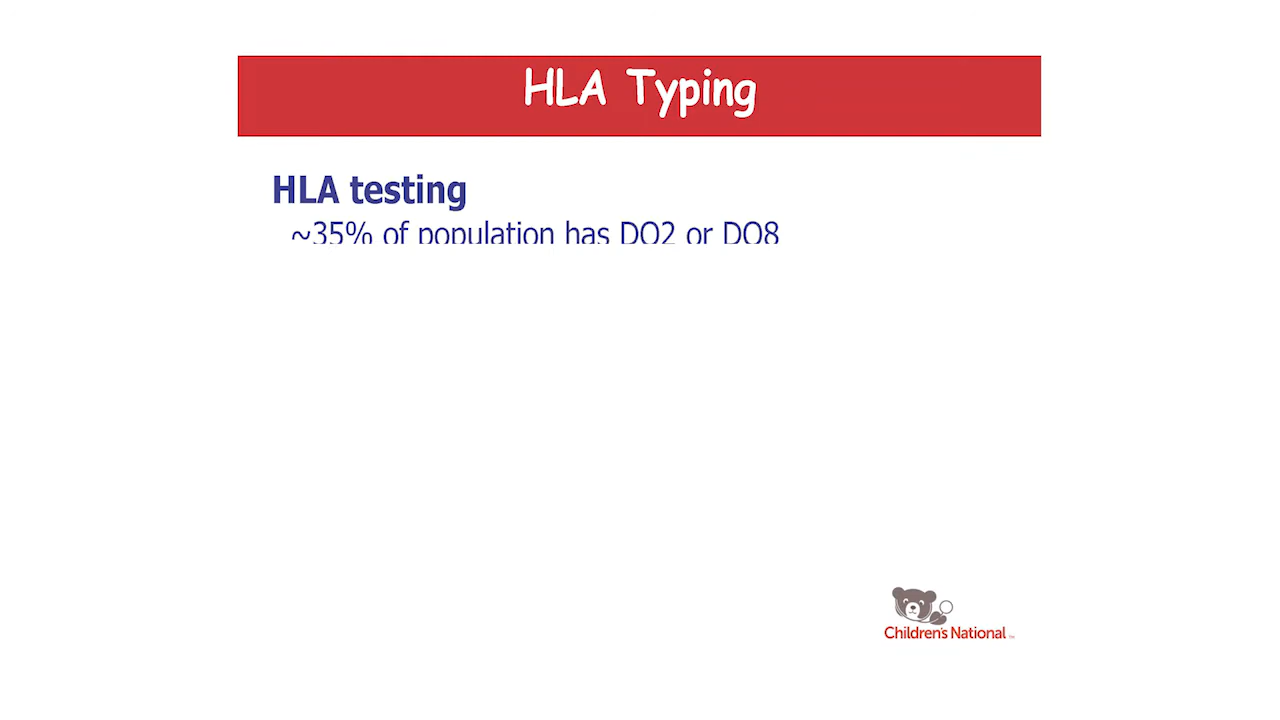 HLA Typing
HLA testing
~35% of population has DQ2 or DQ8
Children's National